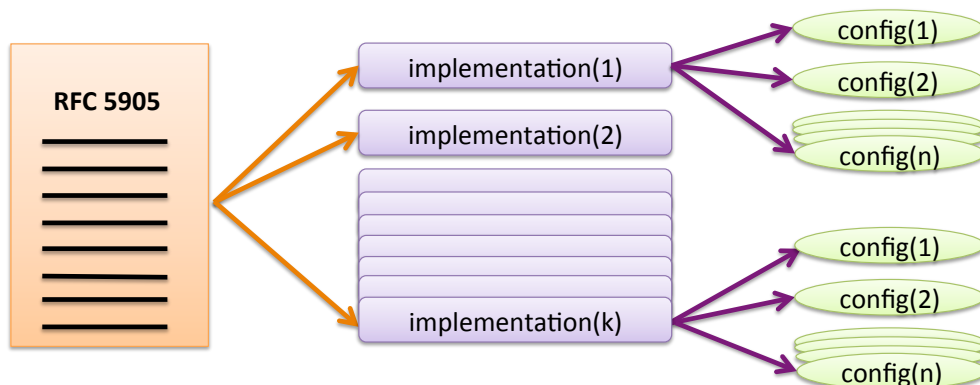 RFC 5905
implementation(1)
implementation(2)
implementation(k)
config(1)
config(2)
config(n)
config(1)
config(2)
config(n)